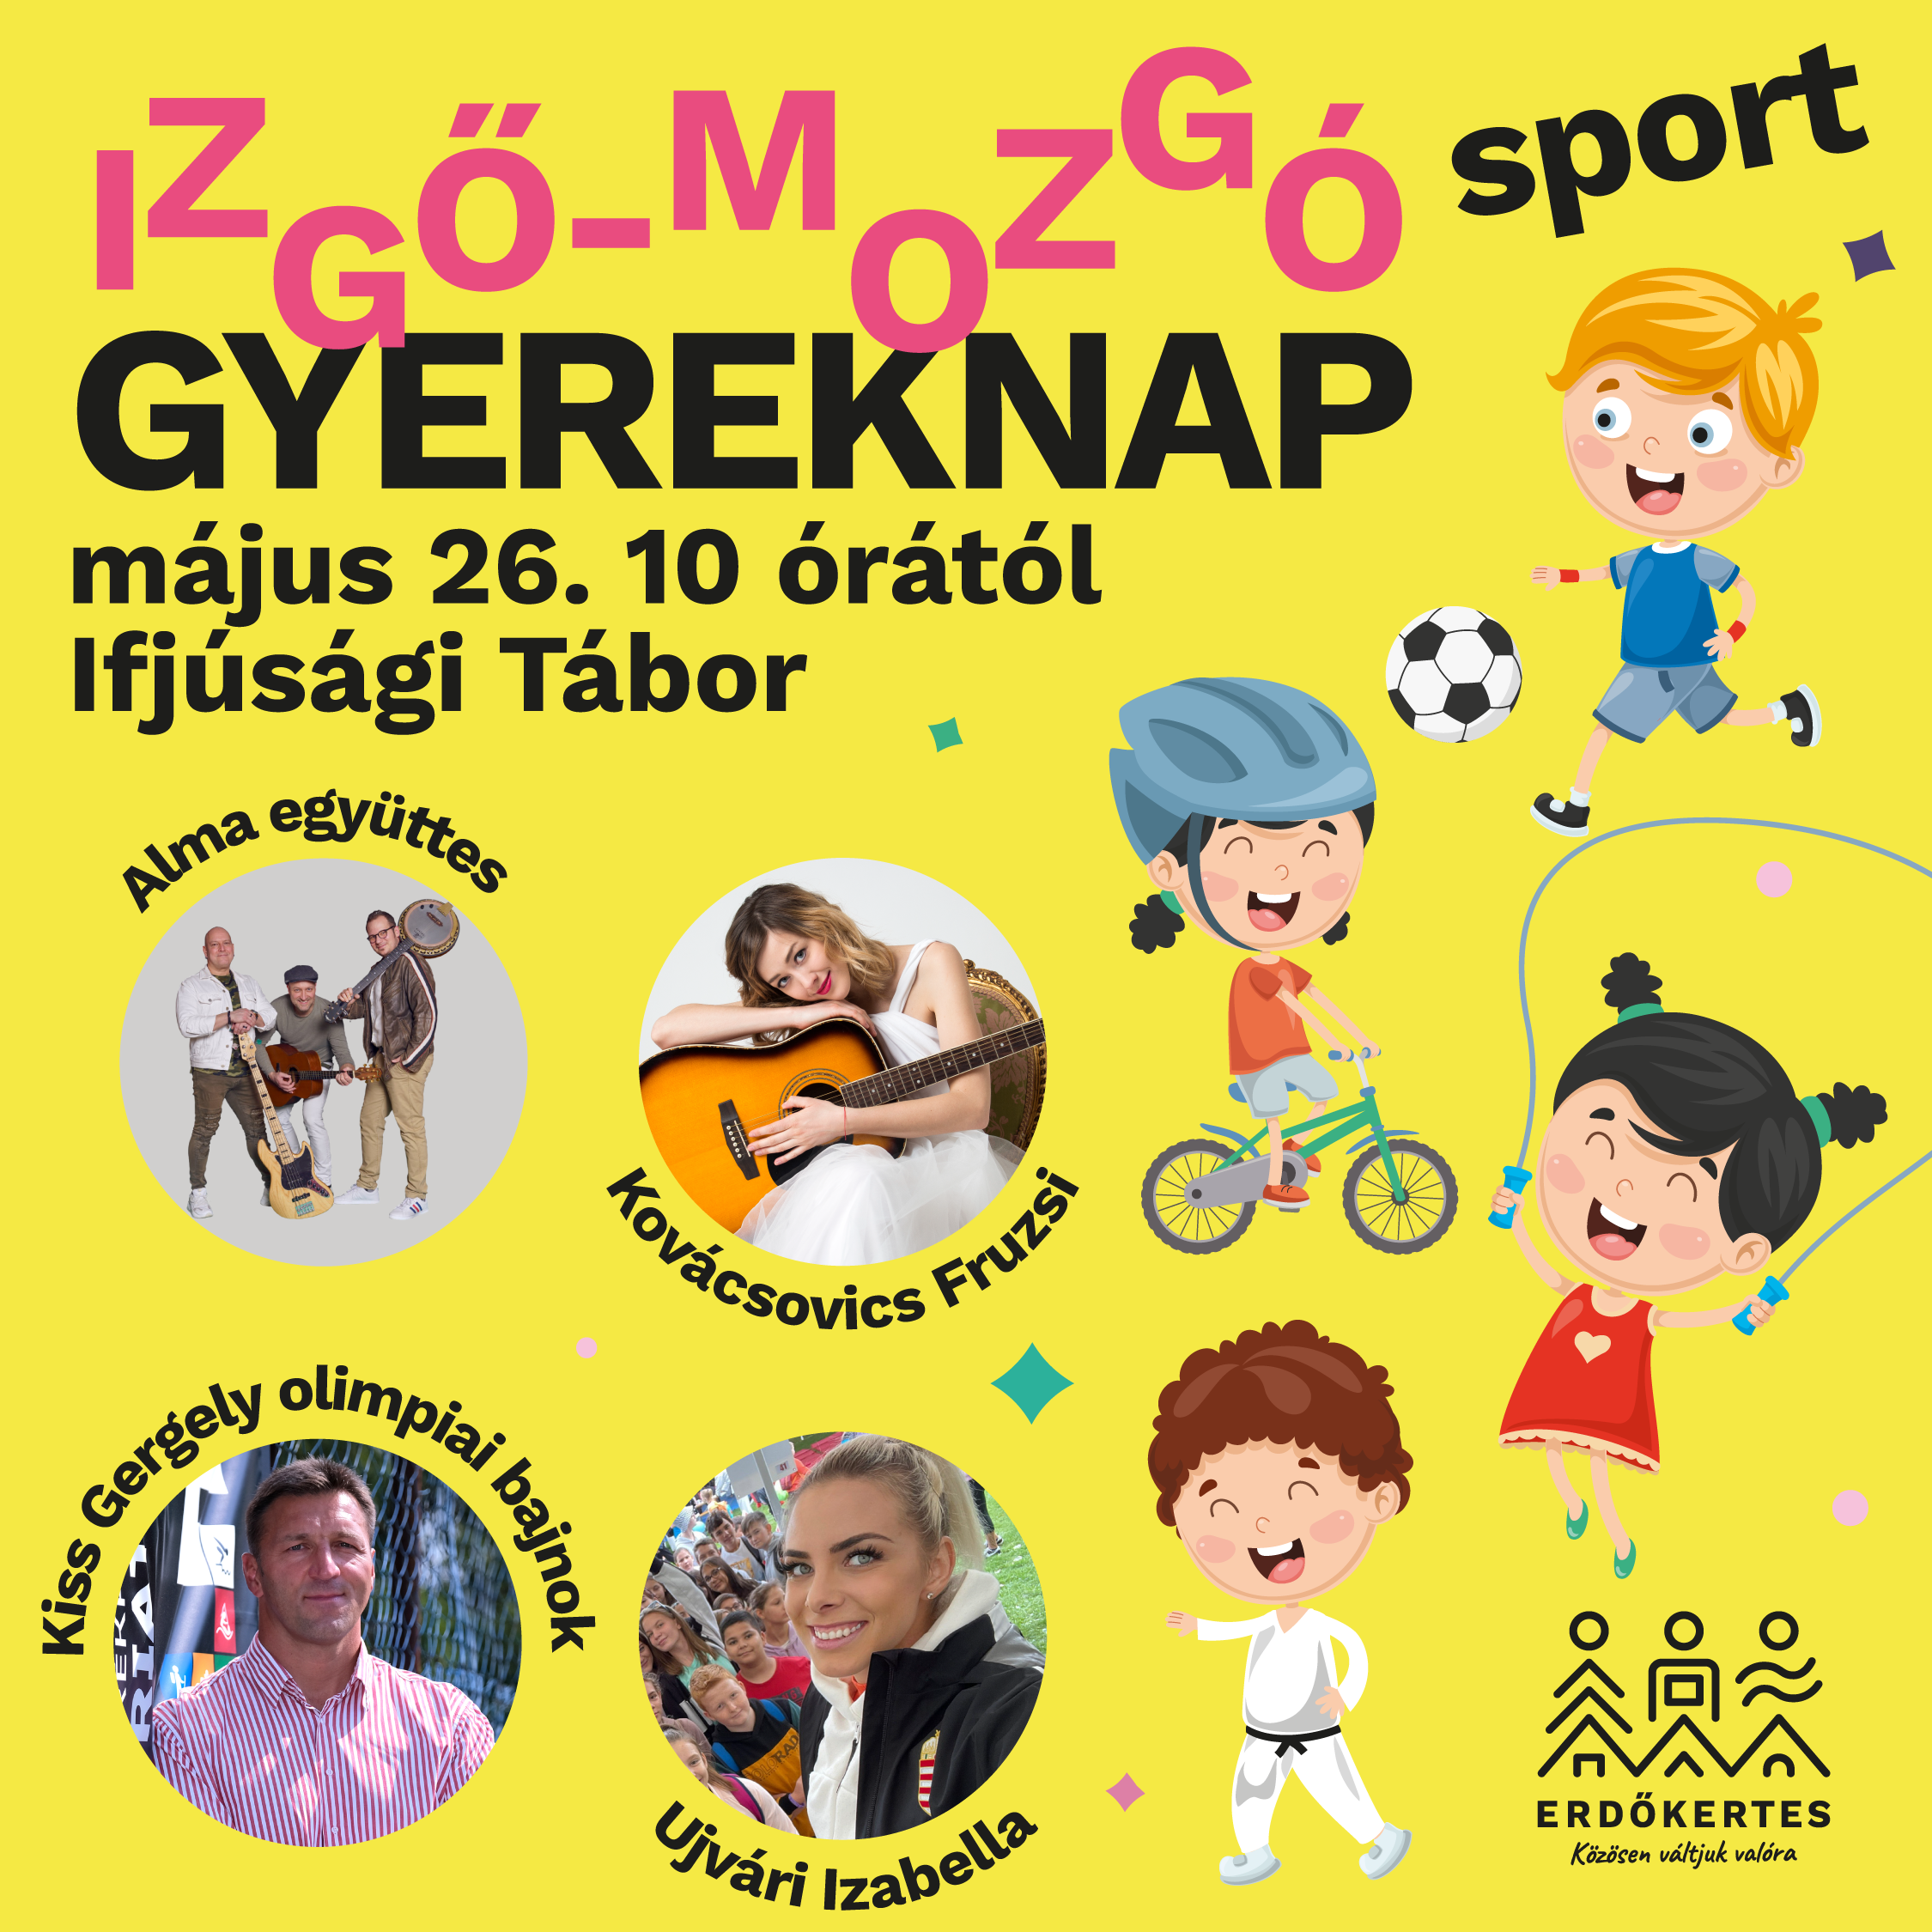 IZGŐ-MOZGÓ
sport
GYEREKNAP
május 26. 10 órától
Ifjúsági Tábor
Alma együttes
Kovácsovics Fruzsi
Kiss Gergely olimpiai bajnok
Ujvári Izabella
ERDŐKERTES
Közösen váltjuk valóra